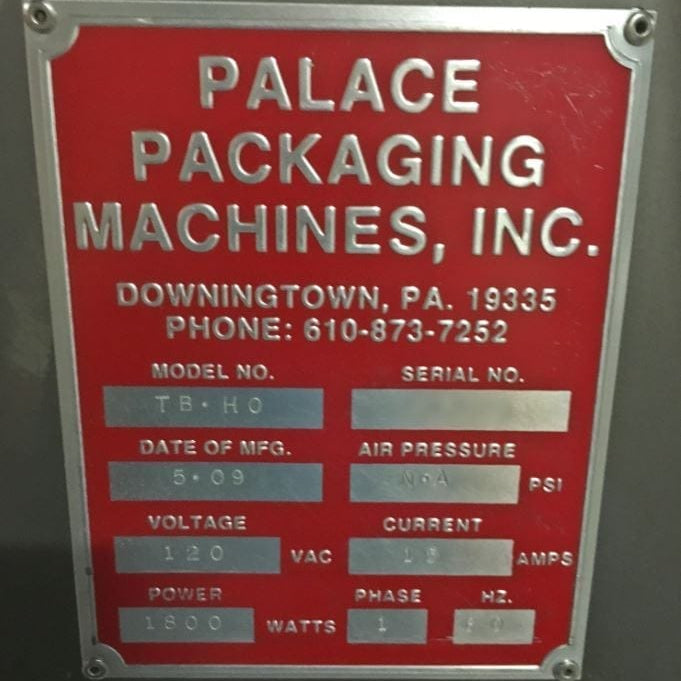 PALACE
PACKAGING
MACHINES, INC.
DOWNINGTOWN, PA. 19335
PHONE: 610-873-7252
MODEL NO. SERIAL NO.
TB·HO
DATE OF MFG. AIR PRESSURE
5·09 N·A PSI
VOLTAGE CURRENT
120 VAC AMPS
POWER PHASE HZ.
1800 WATTS 1